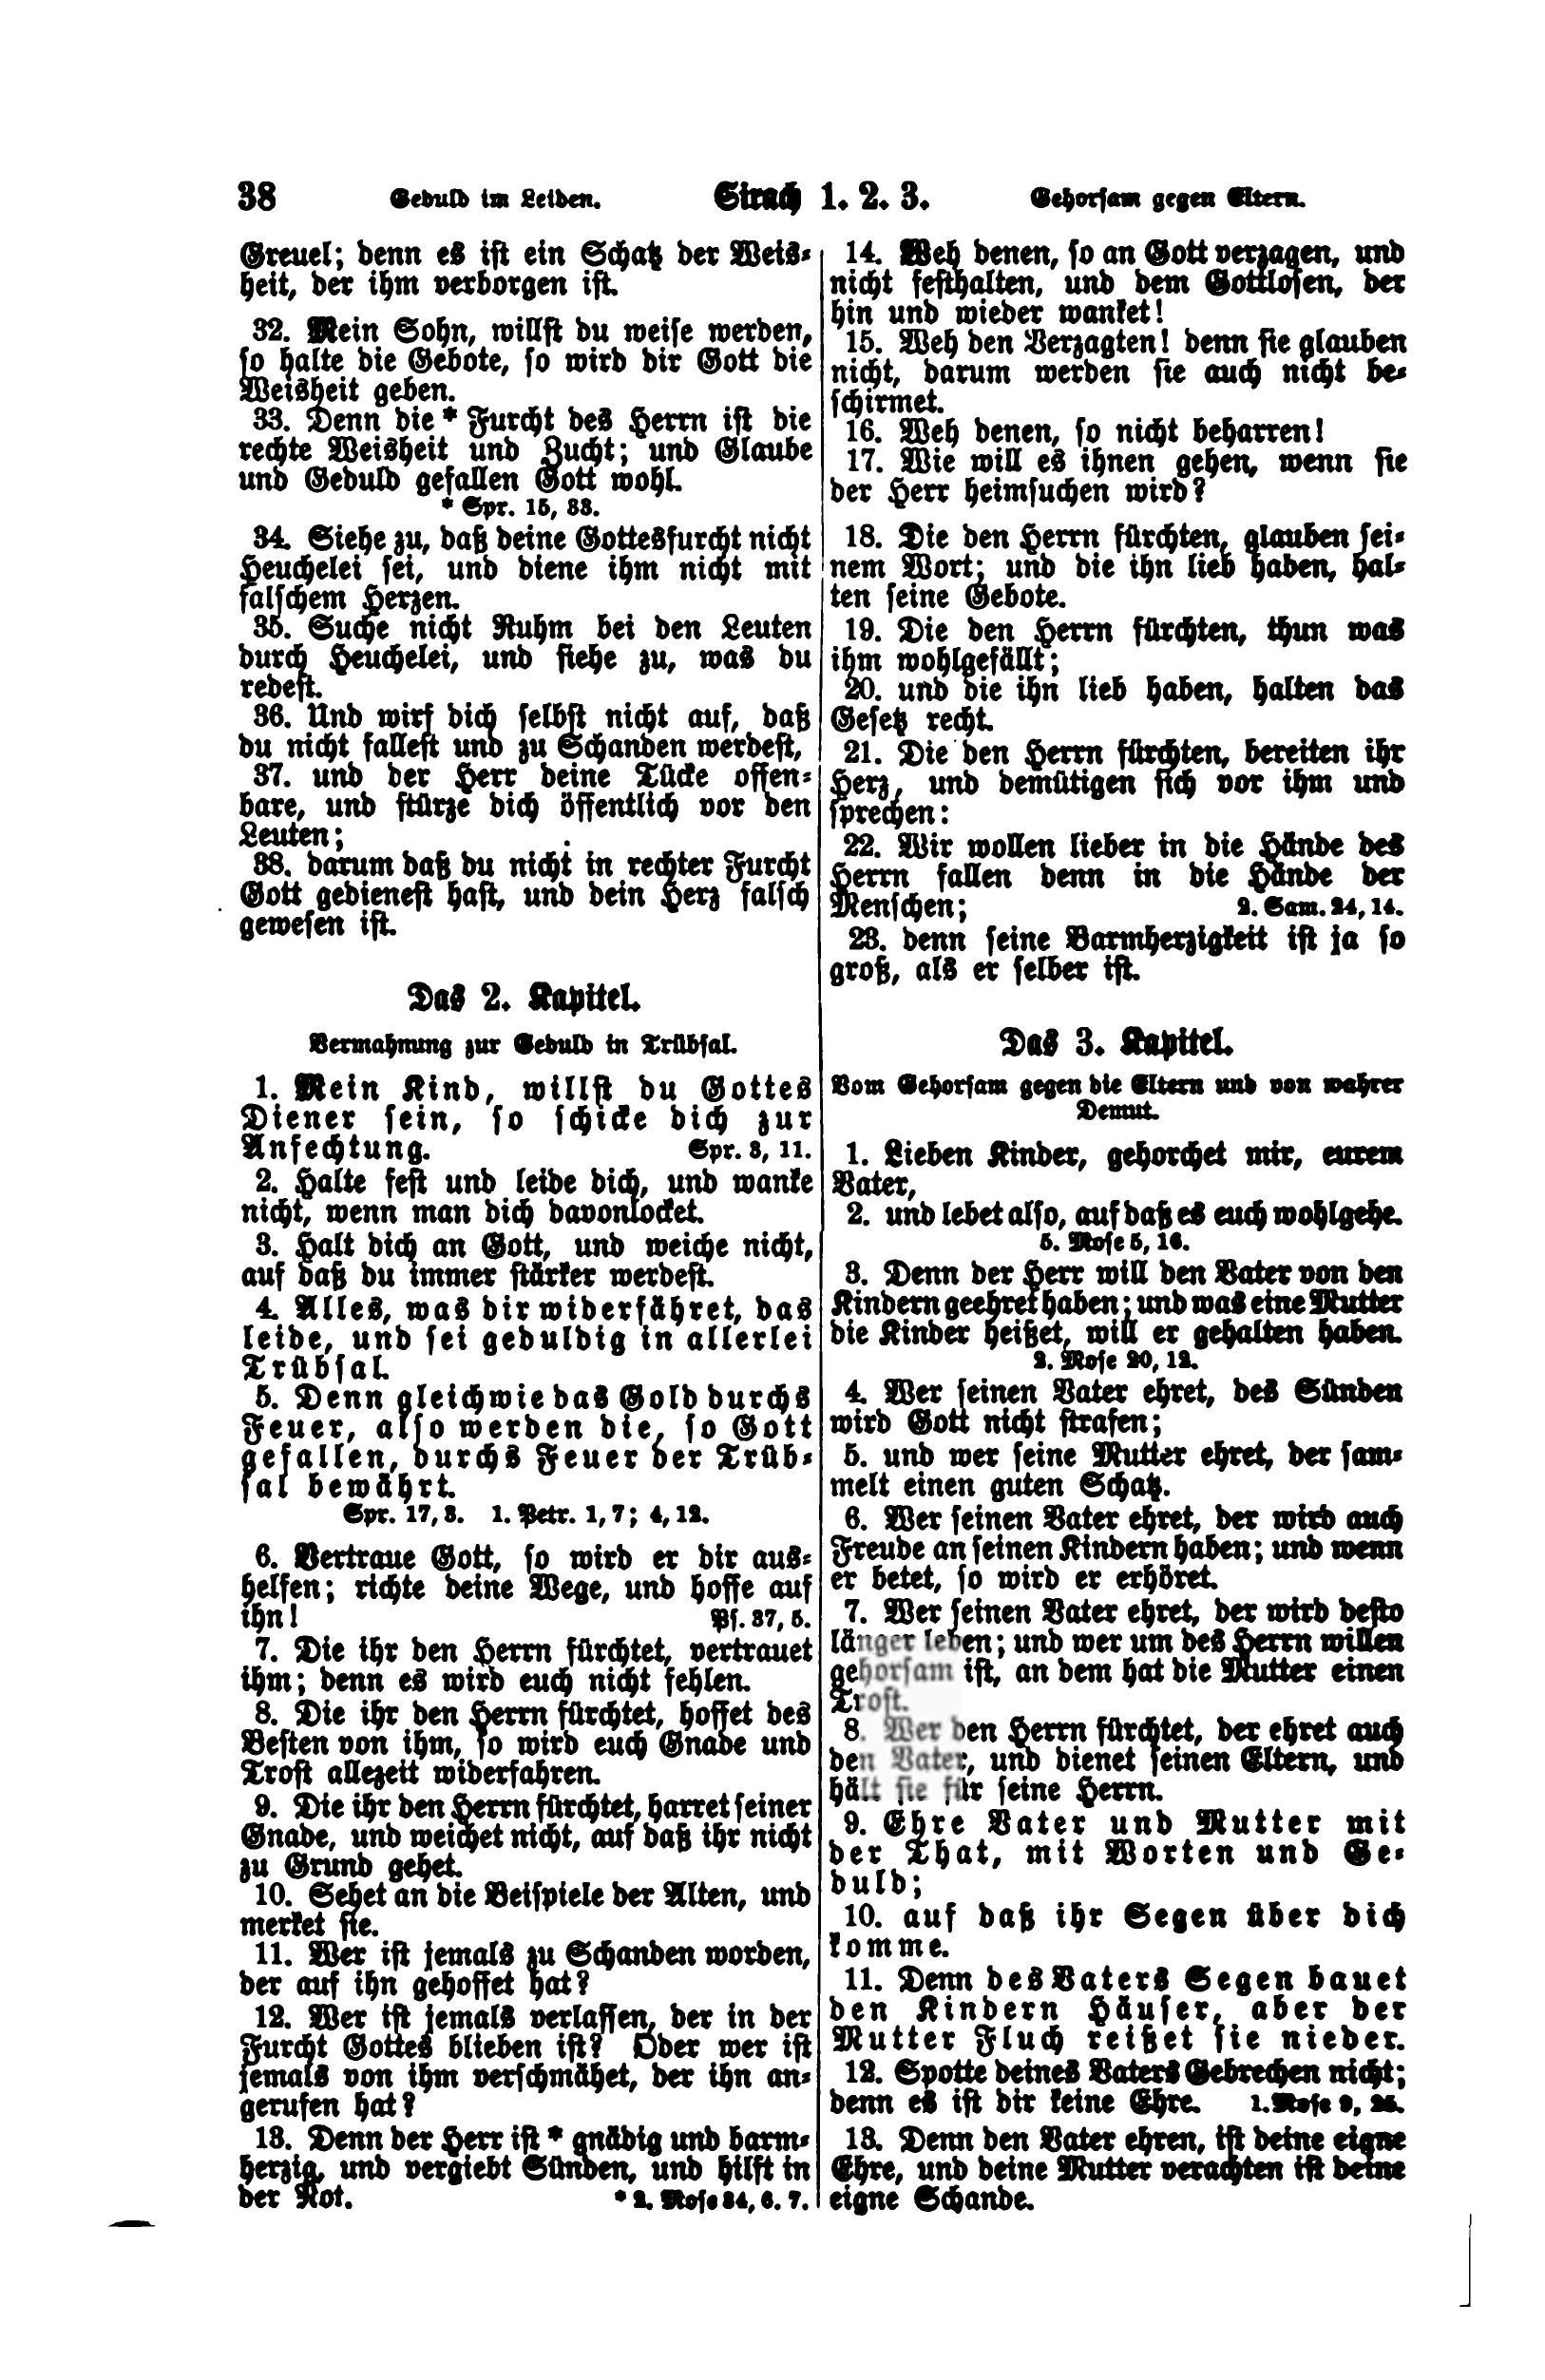 38 Geduld im Leiden. Sirach 1. 2. 3. Gehorsam gegen Eltern.
Greuel; denn es ist ein Schatz der Weis-
heit, der ihm verborgen ist.
32. Mein Sohn, willst du weise werden,
so halte die Gebote, so wird dir Gott die
Weisheit geben.
33. Denn die * Furcht des Herrn ist die
rechte Weisheit und Zucht; und Glaube
und Geduld gefallen Gott wohl.
* Spr. 15, 33.
34. Siehe zu, daß deine Gottesfurcht nicht
Heuchelei sei, und diene ihm nicht mit
falschem Herzen.
35. Suche nicht Ruhm bei den Leuten
durch Heuchelei, und siehe zu, was du
redest.
36. Und wirf dich selbst nicht auf, daß
du nicht fallest und zu Schanden werdest,
37. und der Herr deine Tücke offen-
bare, und stürze dich öffentlich vor den
Leuten;
38. darum daß du nicht in rechter Furcht
Gott gedienest hast, und dein Herz falsch
gewesen ist.
Das 2. Kapitel.
Vermahnung zur Geduld in Trübsal.
1. Mein Kind, willst du Gottes
Diener sein, so schicke dich zur
Anfechtung. Spr. 3, 11.
2. Halte fest und leide dich, und wanke
nicht, wenn man dich davonlocket.
3. Halt dich an Gott, und weiche nicht,
auf daß du immer stärker werdest.
4. Alles, was dir widerfähret, das
leide, und sei geduldig in allerlei
Trübsal.
5. Denn gleichwie das Gold durchs
Feuer, also werden die, so Gott
gefallen, durchs Feuer der Trüb-
sal bewährt.
Spr. 17, 3. 1. Petr. 1, 7; 4, 12.
6. Vertraue Gott, so wird er dir aus-
helfen; richte deine Wege, und hoffe auf
ihn! Ps. 37, 5.
7. Die ihr den Herrn fürchtet, vertrauet
ihm; denn es wird euch nicht fehlen.
8. Die ihr den Herrn fürchtet, hoffet des
Besten von ihm, so wird euch Gnade und
Trost allezeit widerfahren.
9. Die ihr den Herrn fürchtet, harret seiner
Gnade, und weichet nicht, auf daß ihr nicht
zu Grund gehet.
10. Sehet an die Beispiele der Alten, und
merket sie.
11. Wer ist jemals zu Schanden worden,
der auf ihn gehoffet hat?
12. Wer ist jemals verlassen, der in der
Furcht Gottes blieben ist? Oder wer ist
jemals von ihm verschmähet, der ihn an-
gerufen hat?
13. Denn der Herr ist * gnädig und barm-
herzig, und vergiebt Sünden, und hilft in
der Not. * 2. Mose 34, 6. 7.
14. Weh denen, so an Gott verzagen, und
nicht festhalten, und dem Gottlosen, der
hin und wieder wanket!
15. Weh den Verzagten! denn sie glauben
nicht, darum werden sie auch nicht be-
schirmet.
16. Weh denen, so nicht beharren!
17. Wie will es ihnen gehen, wenn sie
der Herr heimsuchen wird?
18. Die den Herrn fürchten, glauben sei-
nem Wort; und die ihn lieb haben, hal-
ten seine Gebote.
19. Die den Herrn fürchten, thun was
ihm wohlgefällt;
20. und die ihn lieb haben, halten das
Gesetz recht.
21. Die den Herrn fürchten, bereiten ihr
Herz, und demütigen sich vor ihm und
sprechen:
22. Wir wollen lieber in die Hände des
Herrn fallen denn in die Hände der
Menschen; 2. Sam. 24, 14.
23. denn seine Barmherzigkeit ist ja so
groß, als er selber ist.
Das 3. Kapitel.
Vom Gehorsam gegen die Eltern und von wahrer
Demut.
1. Lieben Kinder, gehorchet mir, eurem
Vater,
2. und lebet also, auf daß es euch wohlgehe.
5. Mose 5, 16.
3. Denn der Herr will den Vater von den
Kindern geehret haben; und was eine Mutter
die Kinder heißet, will er gehalten haben.
2. Mose 20, 12.
4. Wer seinen Vater ehret, des Sünden
wird Gott nicht strafen;
5. und wer seine Mutter ehret, der sam-
melt einen guten Schatz.
6. Wer seinen Vater ehret, der wird auch
Freude an seinen Kindern haben; und wenn
er betet, so wird er erhöret.
7. Wer seinen Vater ehret, der wird desto
länger leben; und wer um des Herrn willen
gehorsam ist, an dem hat die Mutter einen
Trost.
8. Wer den Herrn fürchtet, der ehret auch
den Vater, und dienet seinen Eltern, und
hält sie für seine Herrn.
9. Ehre Vater und Mutter mit
der That, mit Worten und Ge-
duld;
10. auf daß ihr Segen über dich
komme.
11. Denn des Vaters Segen bauet
den Kindern Häuser, aber der
Mutter Fluch reißet sie nieder.
12. Spotte deines Vaters Gebrechen nicht;
denn es ist dir keine Ehre. 1. Mose 9, 25.
13. Denn den Vater ehren, ist deine eigne
Ehre, und deine Mutter verachten ist deine
eigne Schande.